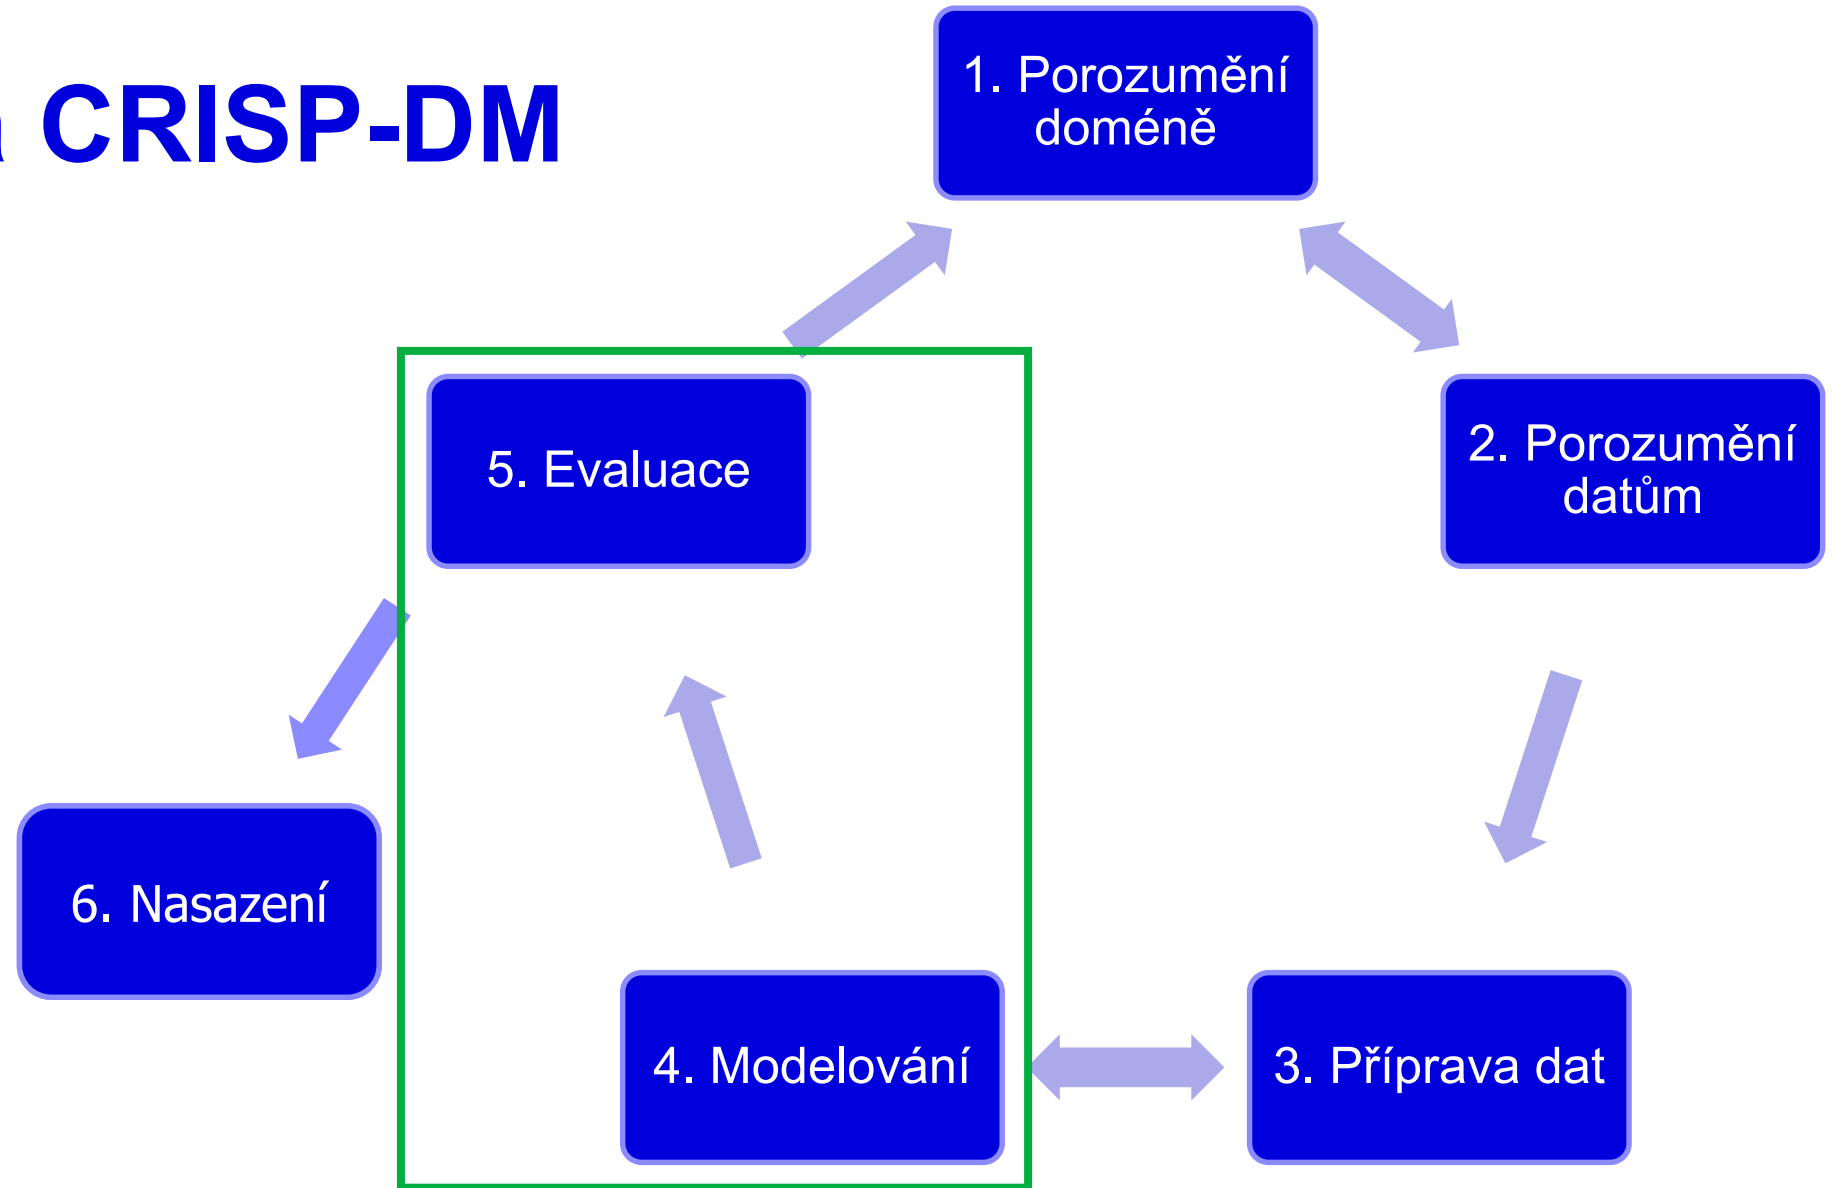 CRISP-DM
1. Porozumění
doméně
2. Porozumění
datům
3. Příprava dat
4. Modelování
5. Evaluace
6. Nasazení